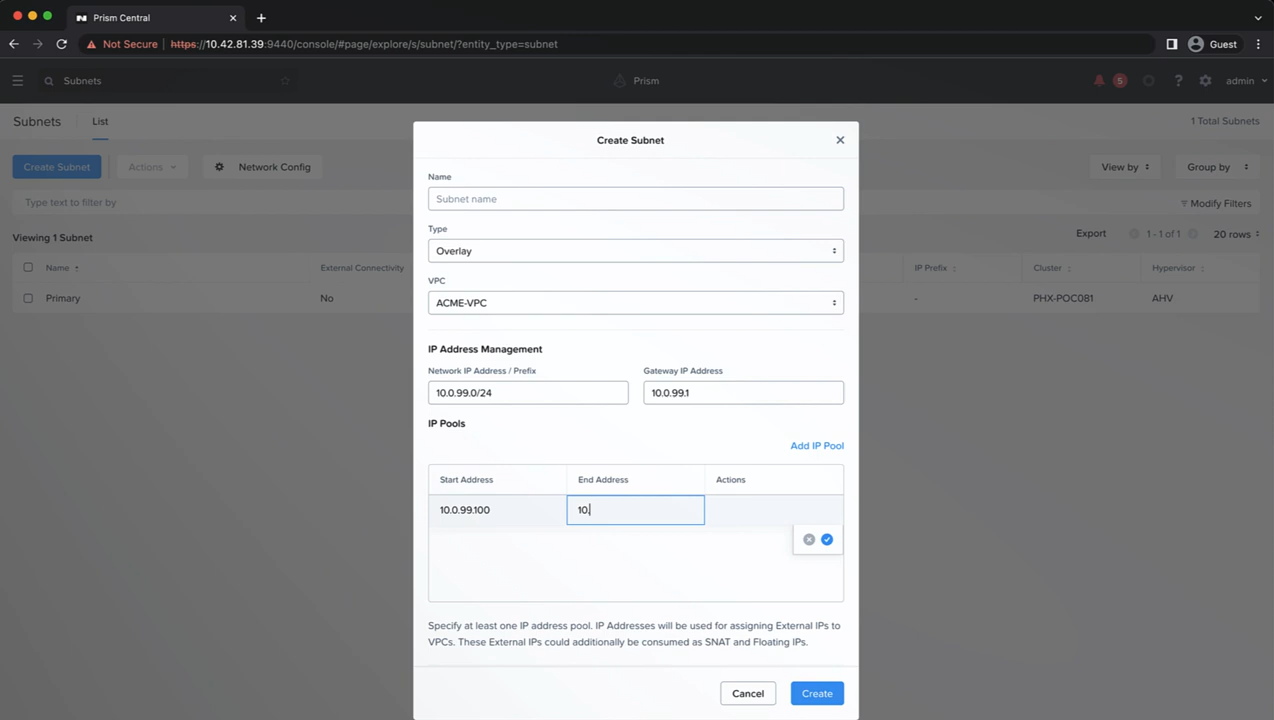 Prism Central
Not Secure https://10.42.81.39:9440/console/#page/explore/s/subnet/?entity_type=subnet Guest
Subnets Prism 5 ? admin
Subnets List 1 Total Subnets
Create Subnet Actions Network Config View by Group by
Type text to filter by Modify Filters
Viewing 1 Subnet Export 1 - 1 of 1 20 rows
Name External Connectivity IP Prefix Cluster Hypervisor
Primary No - PHX-POC081 AHV
Create Subnet
Name
Subnet name
Type
Overlay
VPC
ACME-VPC
IP Address Management
Network IP Address / Prefix Gateway IP Address
10.0.99.0/24 10.0.99.1
IP Pools
Add IP Pool
Start Address End Address Actions
10.0.99.100 10.
Specify at least one IP address pool. IP Addresses will be used for assigning External IPs to
VPCs. These External IPs could additionally be consumed as SNAT and Floating IPs.
Cancel Create